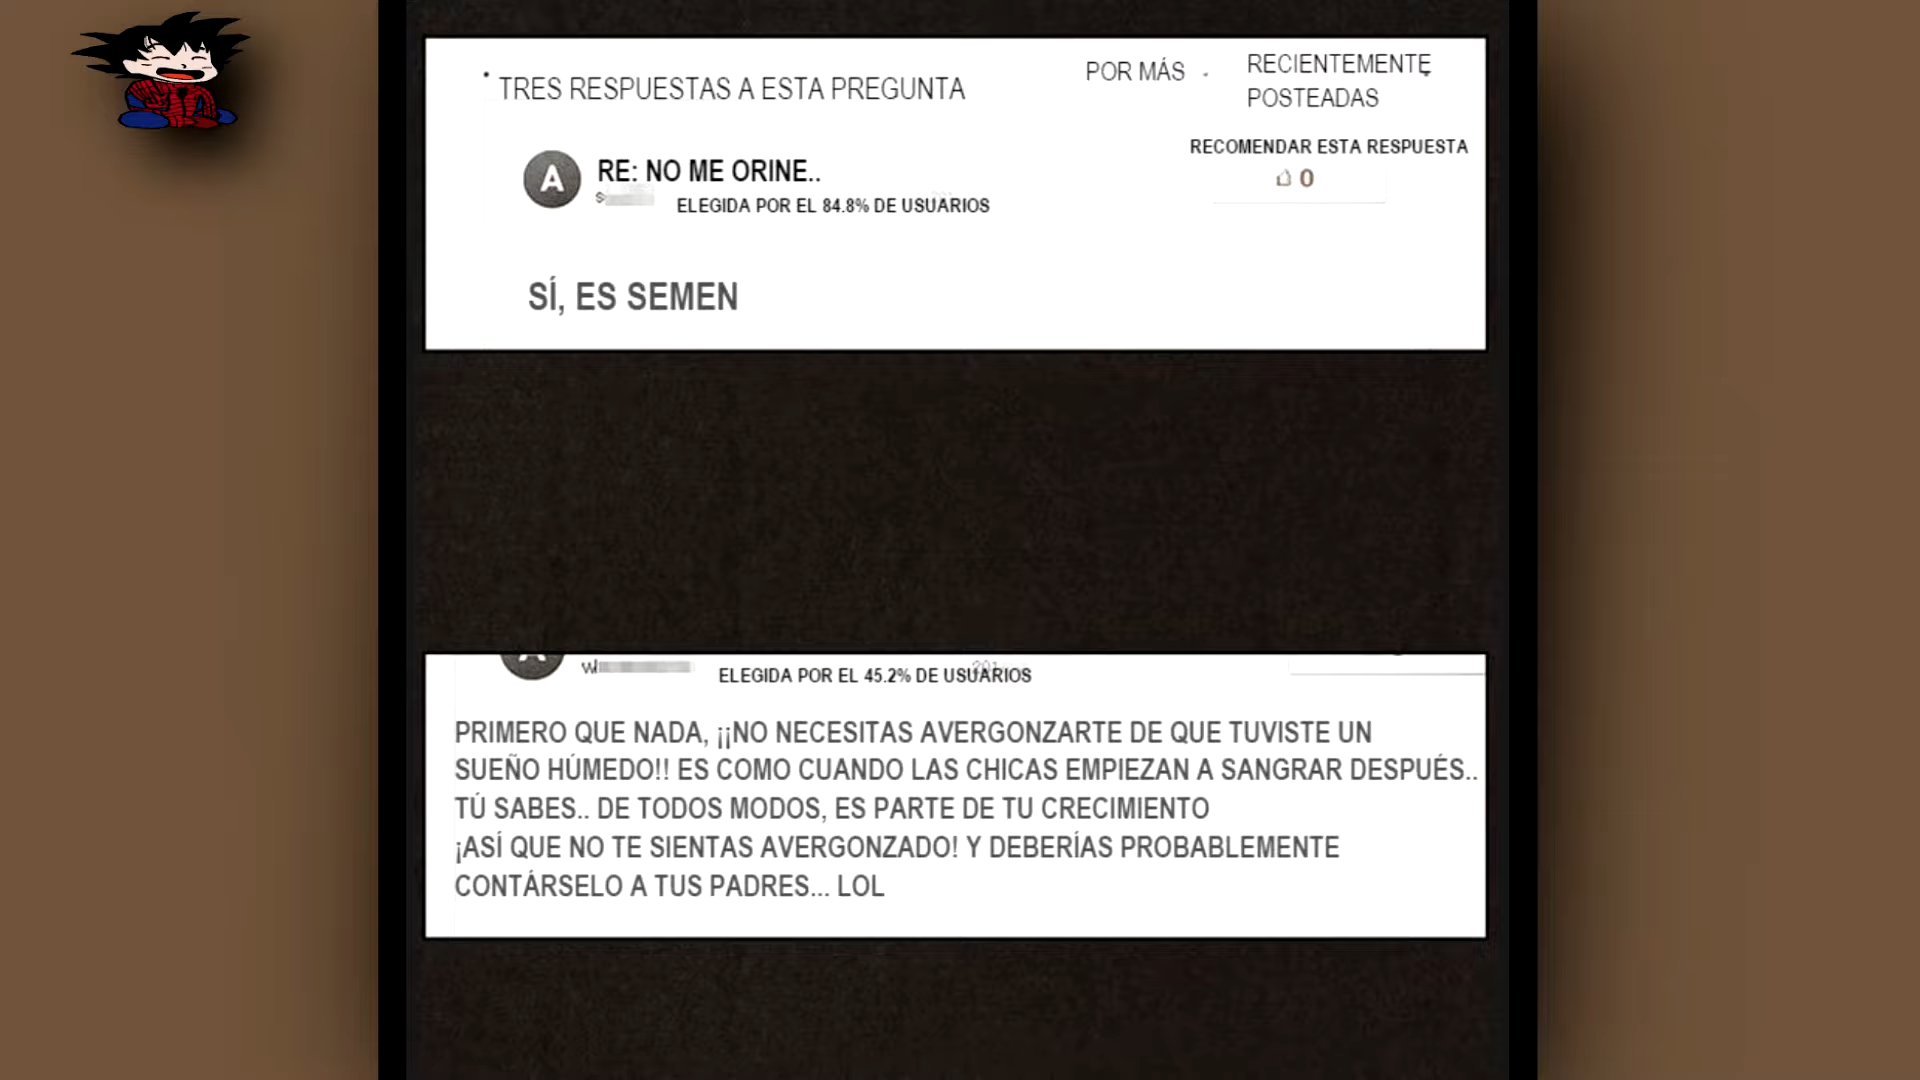 TRES RESPUESTAS A ESTA PREGUNTA
POR MÁS
RECIENTEMENTE
POSTEADAS
RECOMENDAR ESTA RESPUESTA
0
A
RE: NO ME ORINE..
ELEGIDA POR EL 84.8% DE USUARIOS
SÍ, ES SEMEN
ELEGIDA POR EL 45.2% DE USUARIOS
PRIMERO QUE NADA, ¡¡NO NECESITAS AVERGONZARTE DE QUE TUVISTE UN
SUEÑO HÚMEDO!! ES COMO CUANDO LAS CHICAS EMPIEZAN A SANGRAR DESPUÉS..
TÚ SABES.. DE TODOS MODOS, ES PARTE DE TU CRECIMIENTO
¡ASÍ QUE NO TE SIENTAS AVERGONZADO! Y DEBERÍAS PROBABLEMENTE
CONTÁRSELO A TUS PADRES... LOL